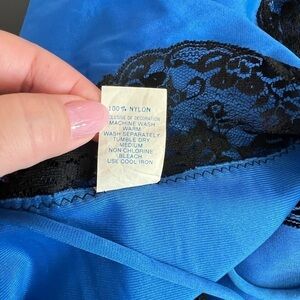 100% NYLON
EXCLUSIVE OF DECORATION
MACHINE WASH
WARM
WASH SEPARATELY
TUMBLE DRY
MEDIUM
NON-CHLORINE
BLEACH
USE COOL IRON